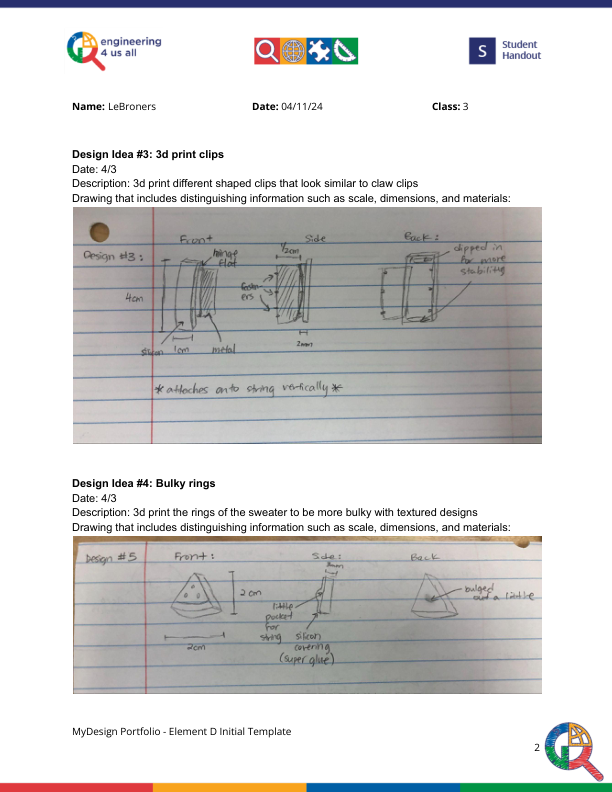 engineering
4 us all
S
Student
Handout
Name: LeBroners
Date: 04/11/24
Class: 3
Design Idea #3: 3d print clips
Date: 4/3
Description: 3d print different shaped clips that look similar to claw clips
Drawing that includes distinguishing information such as scale, dimensions, and materials:
Design #3:
Front
Side
Back:
hinge
Flat
1/2cm
clipped in
for more
stability
4cm
ers
silicon
1cm
metal
2mm
*attaches onto string vertically*
Design Idea #4: Bulky rings
Date: 4/3
Description: 3d print the rings of the sweater to be more bulky with textured designs
Drawing that includes distinguishing information such as scale, dimensions, and materials:
Design #5
Front:
Side:
Back
2 cm
2cm
little
pocket
for
string
silicon
covering
(super glue)
bulged
out a little
MyDesign Portfolio - Element D Initial Template
2